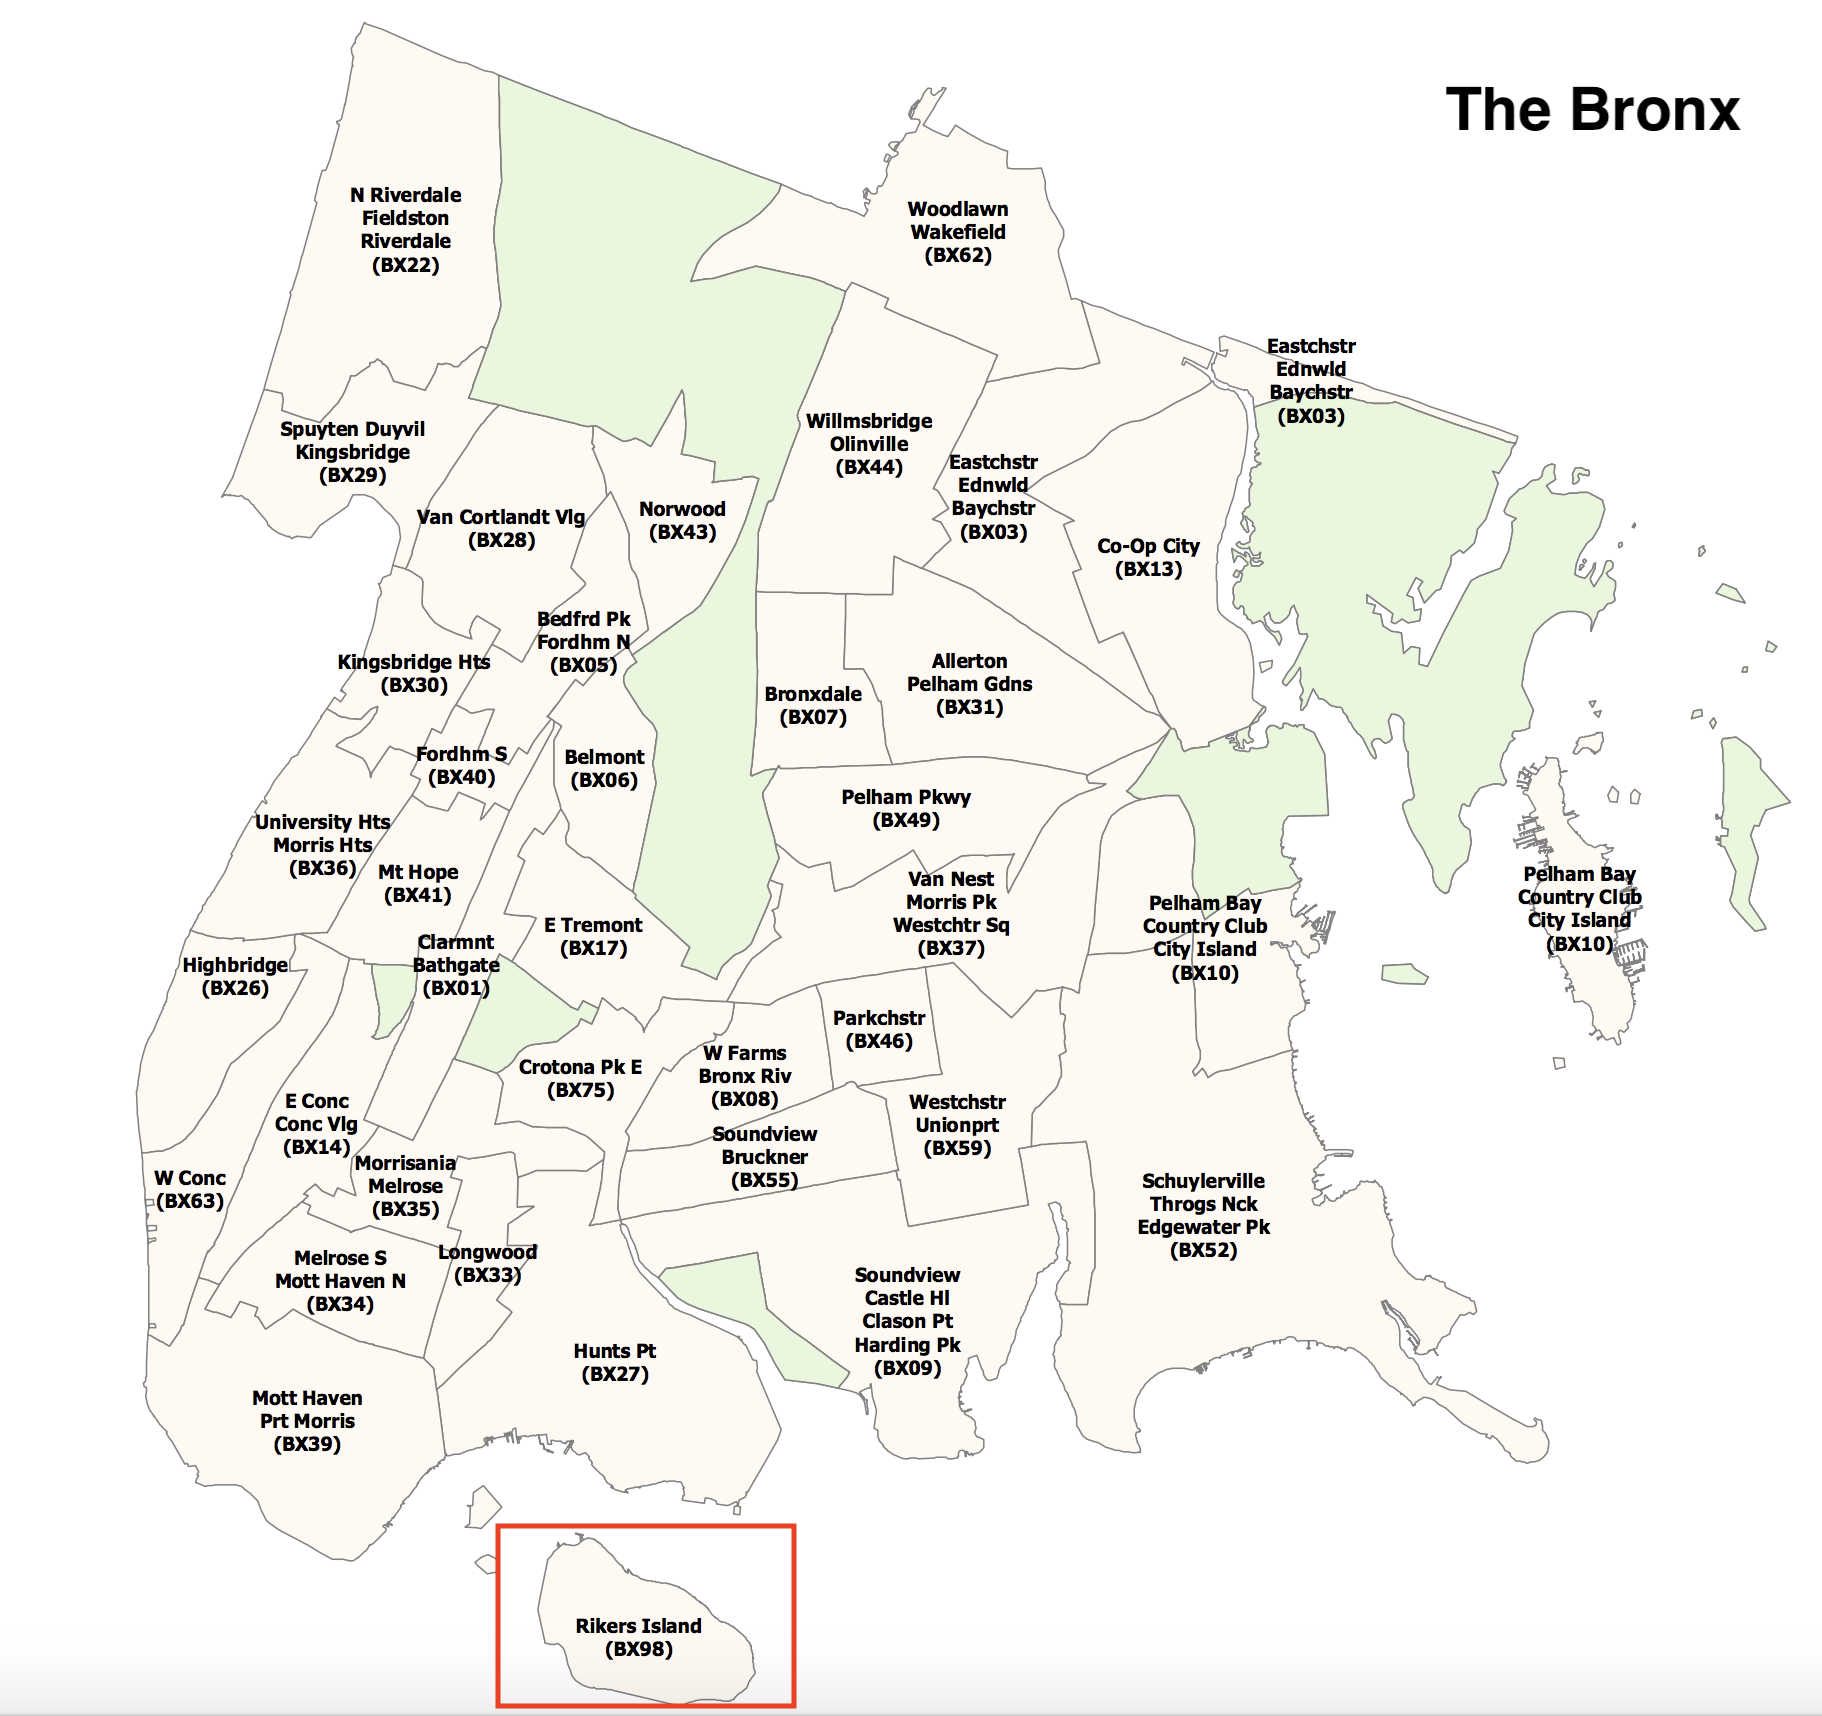 The Bronx
N Riverdale
Fieldston
Riverdale
(BX22)
Woodlawn
Wakefield
(BX62)
Eastchstr
Ednwld
Baychstr
(BX03)
Spuyten Duyvil
Kingsbridge
(BX29)
Willmsbridge
Olinville
(BX44)
Eastchstr
Ednwld
Baychstr
(BX03)
Van Cortlandt Vlg
(BX28)
Norwood
(BX43)
Co-Op City
(BX13)
Bedfrd Pk
Fordhm N
(BX05)
Kingsbridge Hts
(BX30)
Allerton
Pelham Gdns
(BX31)
Bronxdale
(BX07)
Fordhm S
(BX40)
Belmont
(BX06)
Pelham Pkwy
(BX49)
University Hts
Morris Hts
(BX36)
Mt Hope
(BX41)
Van Nest
Morris Pk
Westchtr Sq
(BX37)
Pelham Bay
Country Club
City Island
(BX10)
Pelham Bay
Country Club
City Island
(BX10)
E Tremont
(BX17)
Clarmnt
Bathgate
(BX01)
Highbridge
(BX26)
Parkchstr
(BX46)
W Farms
Bronx Riv
(BX08)
Crotona Pk E
(BX75)
E Conc
Conc Vlg
(BX14)
Westchstr
Unionprt
(BX59)
Soundview
Bruckner
(BX55)
Morrisania
Melrose
(BX35)
W Conc
(BX63)
Schuylerville
Throgs Nck
Edgewater Pk
(BX52)
Longwood
(BX33)
Melrose S
Mott Haven N
(BX34)
Soundview
Castle Hl
Clason Pt
Harding Pk
(BX09)
Hunts Pt
(BX27)
Mott Haven
Prt Morris
(BX39)
Rikers Island
(BX98)